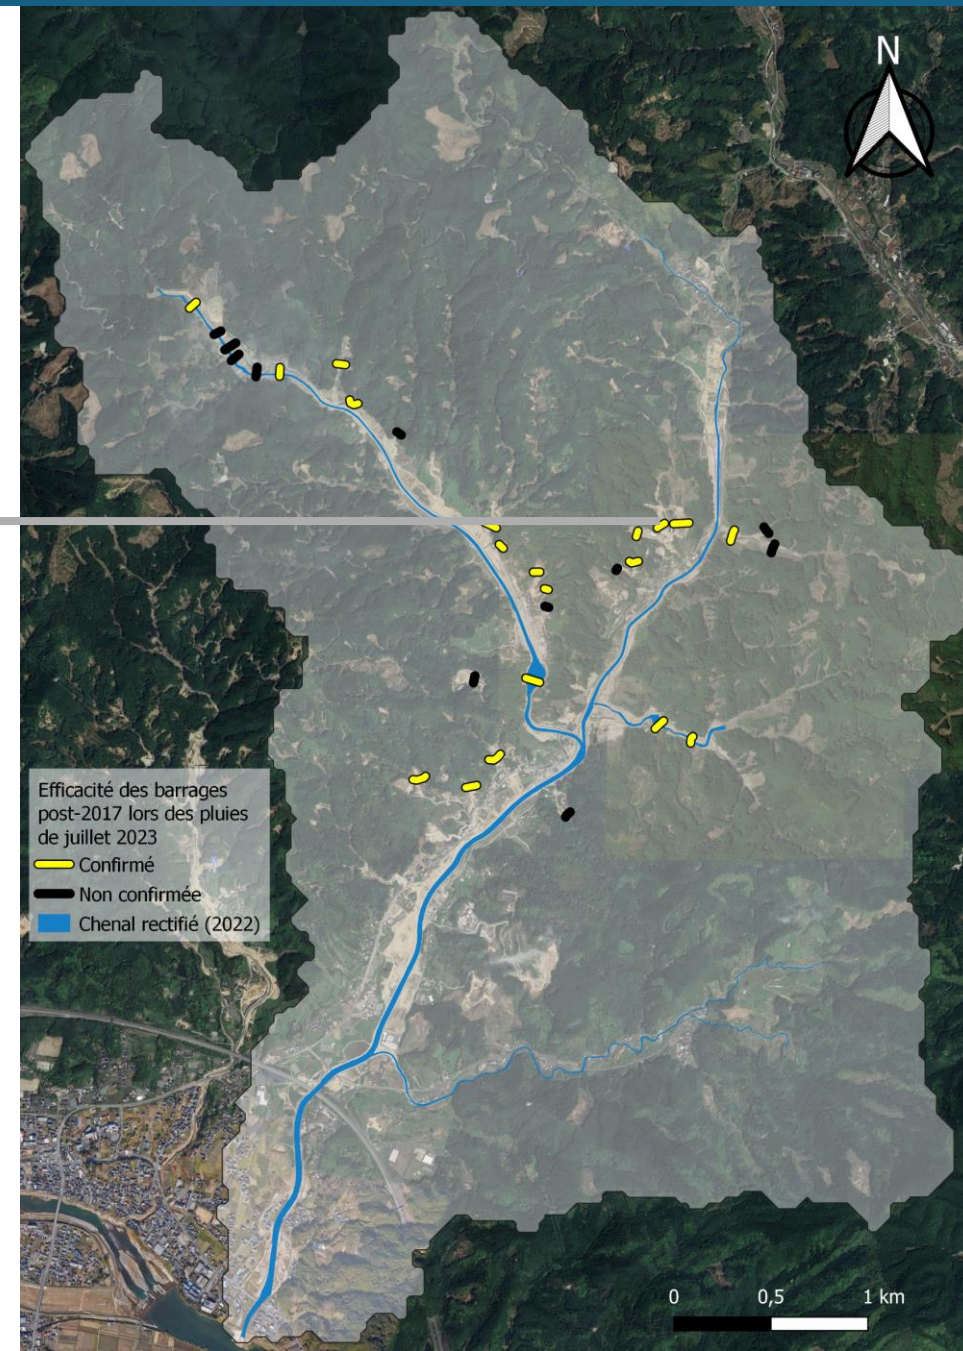 N
Efficacité des barrages
post-2017 lors des pluies
de juillet 2023
Confirmé
Non confirmée
Chenal rectifié (2022)
0 0,5 1 km